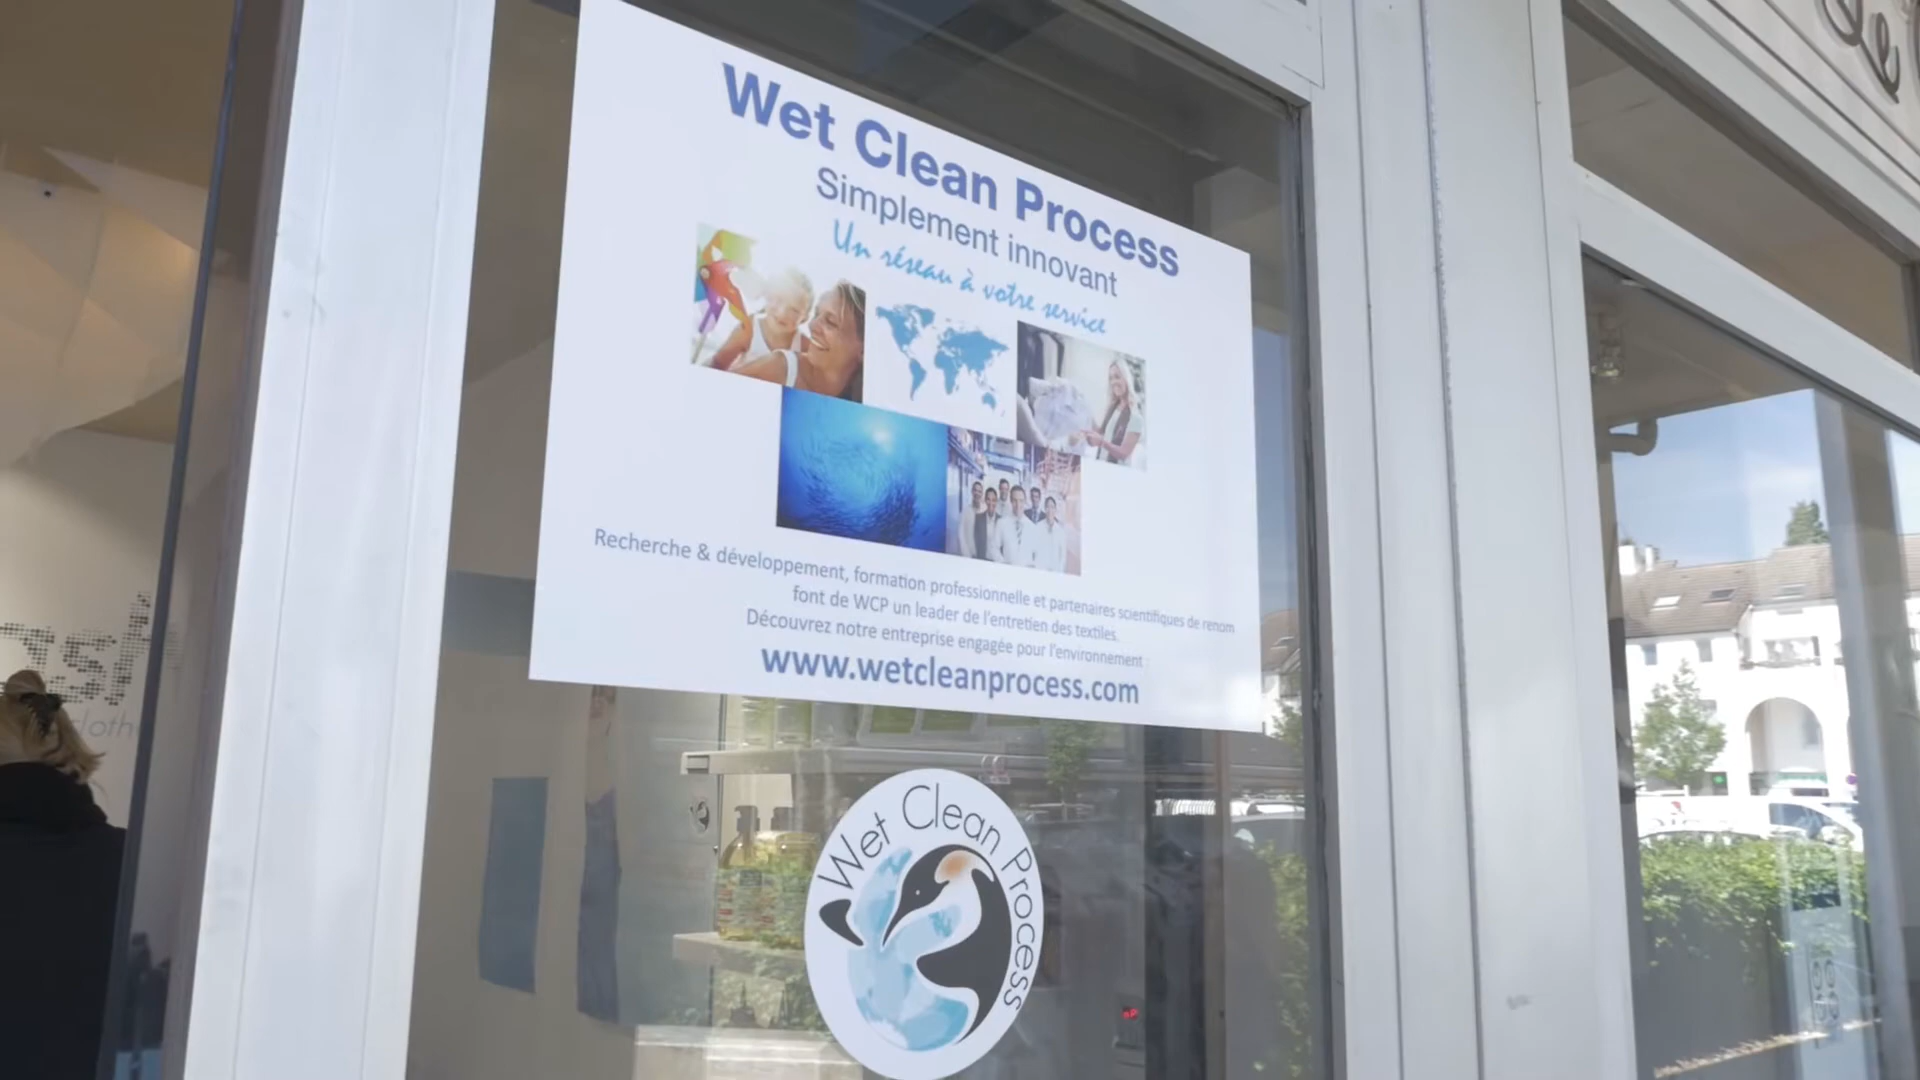 Wet Clean Process
Simplement innovant
Un réseau à votre service
Recherche & développement, formation professionnelle et partenaires scientifiques de renom
font de WCP un leader de l'entretien des textiles.
Découvrez notre entreprise engagée pour l'environnement :
www.wetcleanprocess.com
Wet Clean Process
Le